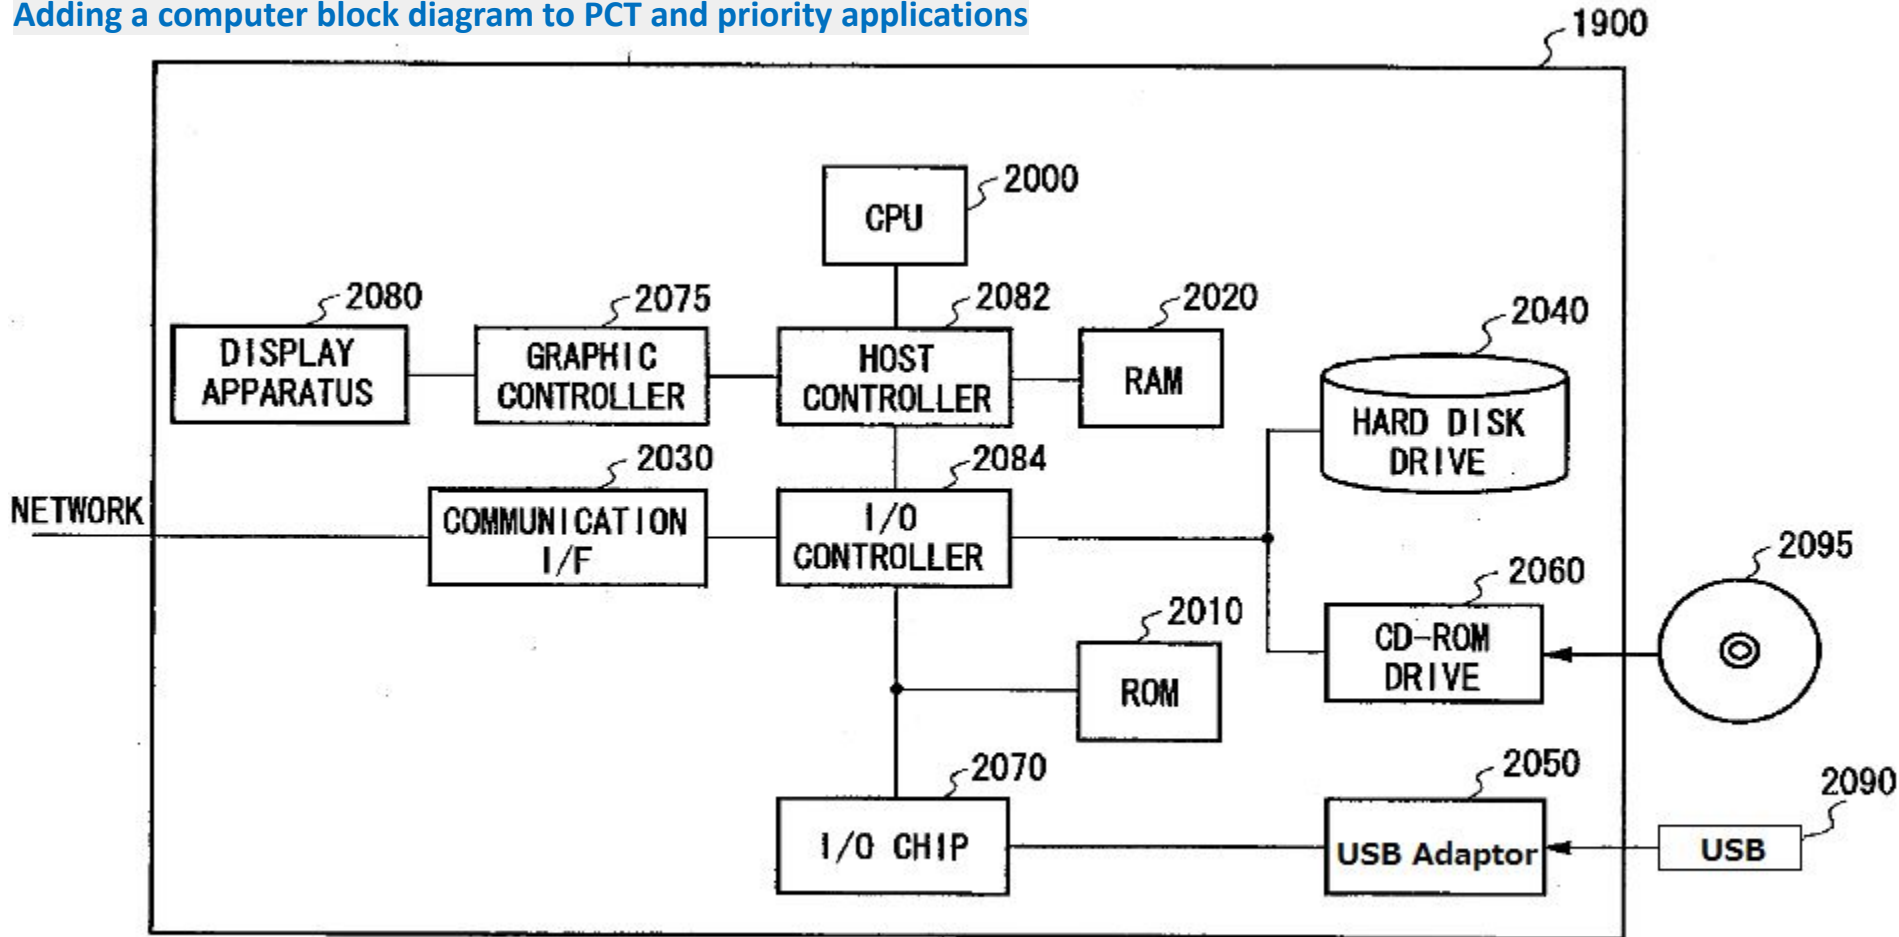 Adding a computer block diagram to PCT and priority applications
1900
2000
CPU
2080
2075
2082
2020
2040
DISPLAY
APPARATUS
GRAPHIC
CONTROLLER
HOST
CONTROLLER
RAM
HARD DISK
DRIVE
2030
2084
NETWORK
COMMUNICATION
I/F
I/O
CONTROLLER
2095
2060
2010
CD-ROM
DRIVE
ROM
2070
2050
2090
I/O CHIP
USB Adaptor
USB